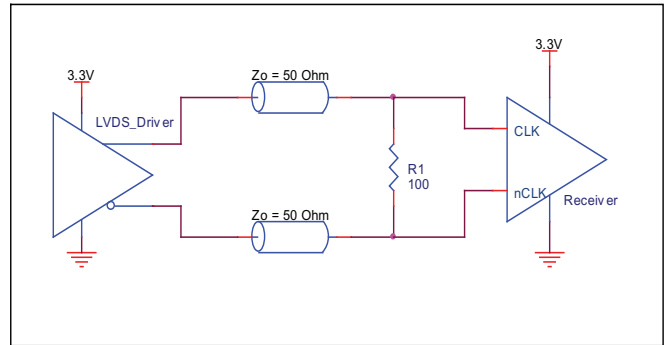 3.3V
LVDS_Driver
Zo = 50 Ohm
Zo = 50 Ohm
R1
100
3.3V
CLK
nCLK
Receiver